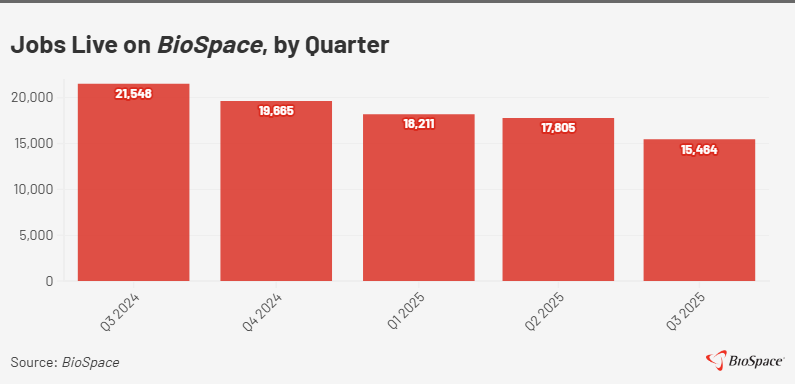 Jobs Live on BioSpace, by Quarter
20,000
15,000
10,000
5,000
0
21,548
19,665
18,211
17,805
15,464
Q3 2024
Q4 2024
Q1 2025
Q2 2025
Q3 2025
Source: BioSpace
BIOSPACE